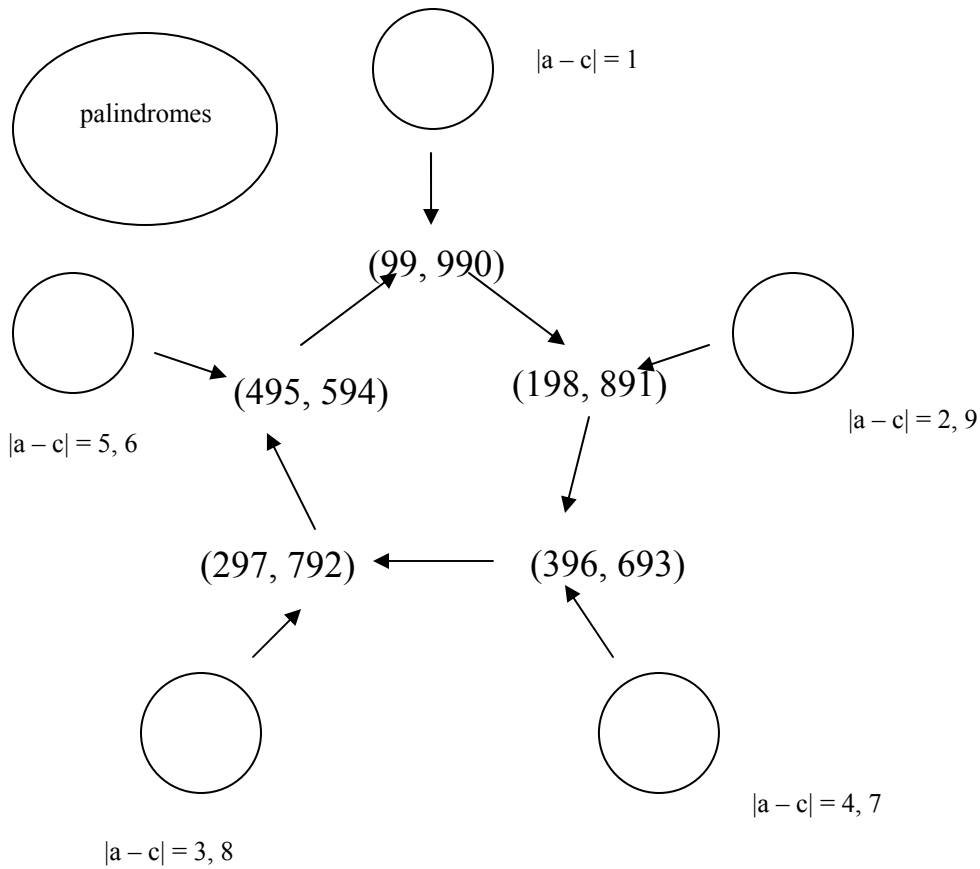 |a – c| = 1
palindromes
(99, 990)
(495, 594)
(198, 891)
|a – c| = 5, 6
|a – c| = 2, 9
(297, 792)
(396, 693)
|a – c| = 4, 7
|a – c| = 3, 8